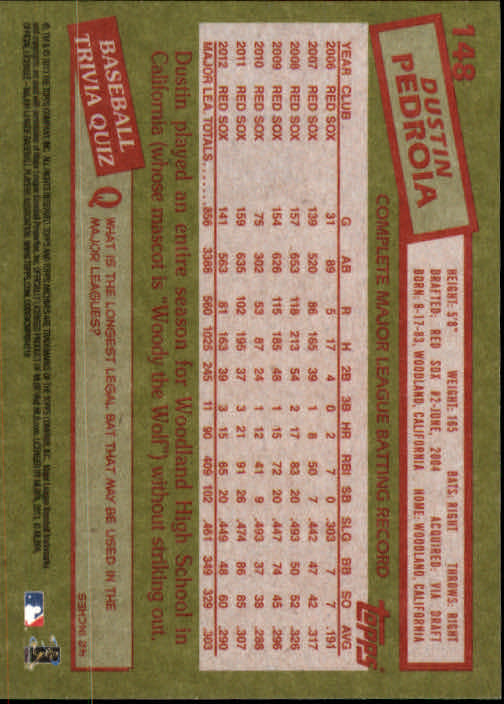 148
DUSTIN
PEDROIA
HEIGHT: 5'8" WEIGHT: 165 BATS: RIGHT THROWS: RIGHT
DRAFTED: RED SOX #2-JUNE, 2004 ACQUIRED: VIA DRAFT
BORN: 8-17-83, WOODLAND, CALIFORNIA HOME: WOODLAND, CALIFORNIA
COMPLETE MAJOR LEAGUE BATTING RECORD
Topps
YEAR CLUB G AB R H 2B 3B HR RBI SB SLG BB SO AVG
2006 RED SOX 31 89 5 17 4 0 2 7 0 .303 7 7 .191
2007 RED SOX 139 520 86 165 39 1 8 50 7 .442 47 42 .317
2008 RED SOX 157 653 118 213 54 2 17 83 20 .493 50 52 .326
2009 RED SOX 154 626 115 185 48 1 15 72 20 .447 74 45 .296
2010 RED SOX 75 302 53 87 24 1 12 41 9 .493 37 38 .288
2011 RED SOX 159 635 102 195 37 3 21 91 26 .474 86 85 .307
2012 RED SOX 141 563 81 163 39 3 15 65 20 .449 48 60 .290
MAJOR LEA. TOTALS...... 856 3388 560 1025 245 11 90 409 102 .461 349 329 .303
Dustin played an entire season for Woodland High School in
California (whose mascot is "Woody the Wolf") without striking out.
BASEBALL
TRIVIA QUIZ
Q WHAT IS THE LONGEST LEGAL BAT THAT MAY BE USED IN THE
MAJOR LEAGUES?
42 INCHES